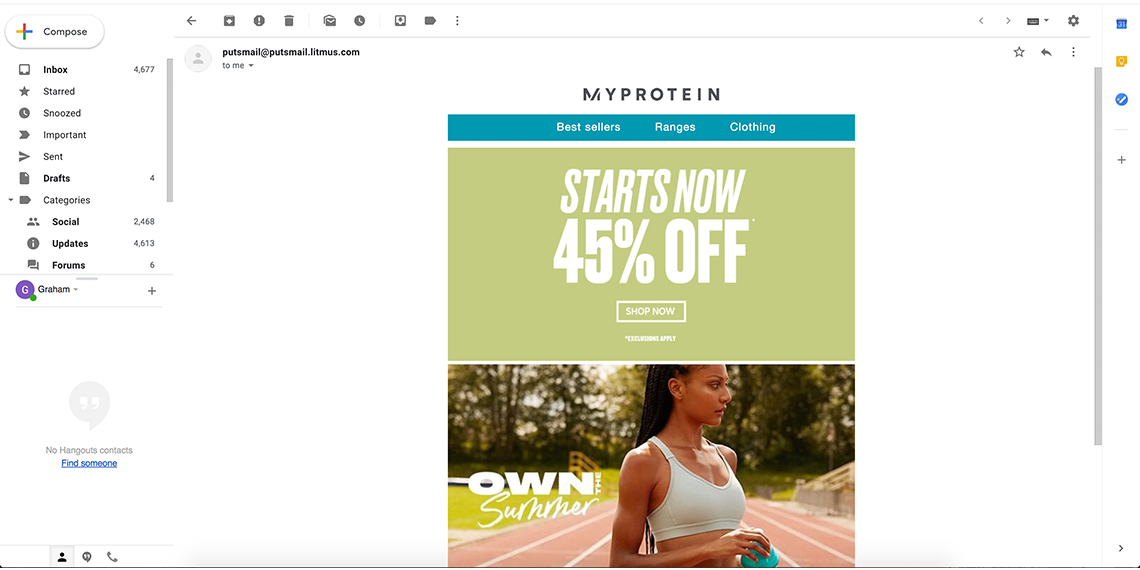 Compose
Inbox 4,677
Starred
Snoozed
Important
Sent
Drafts 4
Categories
Social 2,468
Updates 4,613
Forums 6
G Graham
No Hangouts contacts
Find someone
putsmail@putsmail.litmus.com
to me
MYPROTEIN
Best sellers Ranges Clothing
STARTS NOW
45% OFF*
SHOP NOW
*EXCLUSIONS APPLY
OWN THE
Summer
31